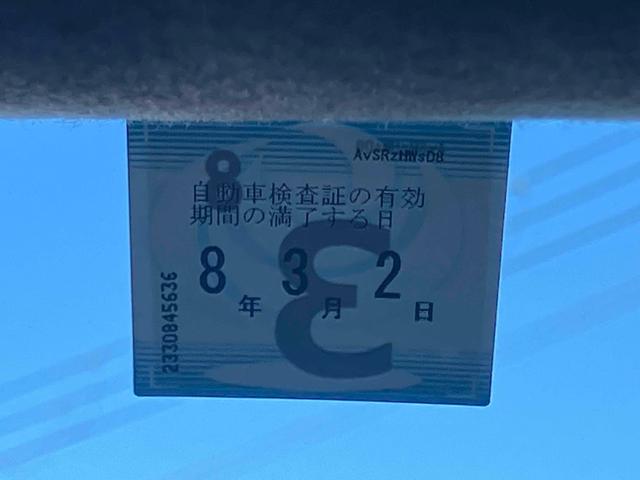 AvSRzHWsD8
8
自動車検査証の有効
期間の満了する日
8年3月2日
3
2330845636